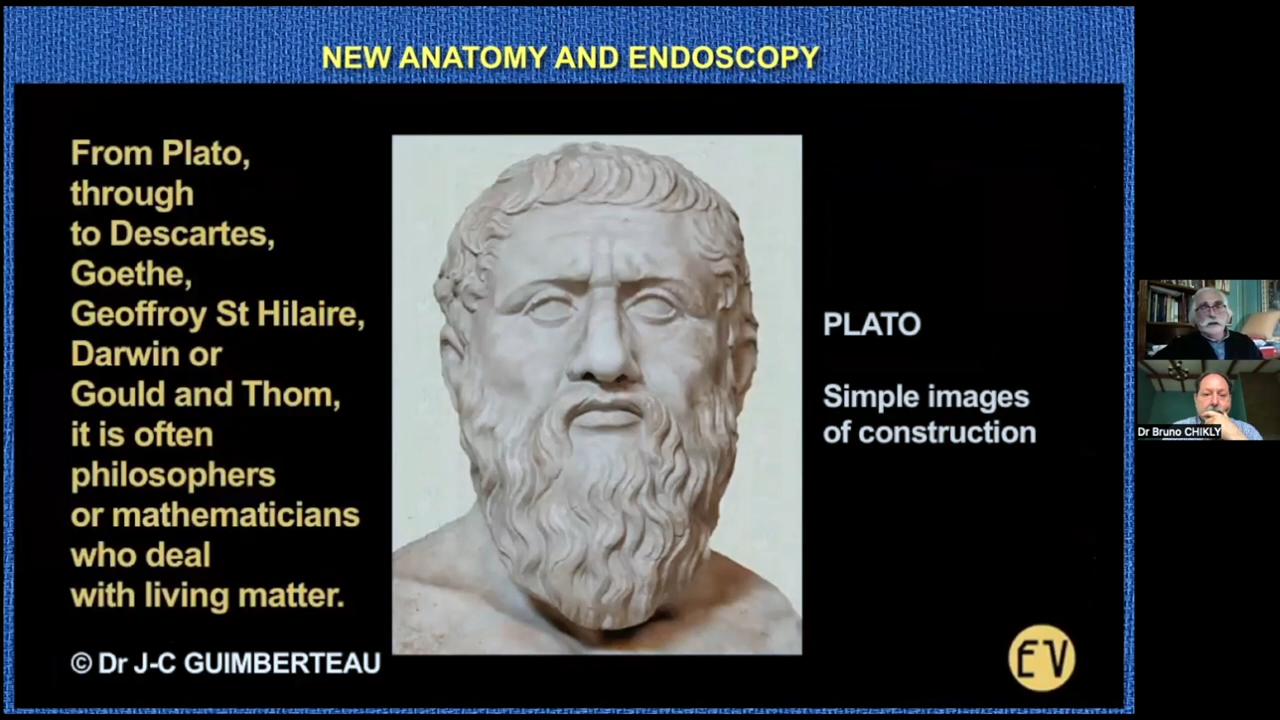 NEW ANATOMY AND ENDOSCOPY
From Plato,
through
to Descartes,
Goethe,
Geoffroy St Hilaire,
Darwin or
Gould and Thom,
it is often
philosophers
or mathematicians
who deal
with living matter.
© Dr J-C GUIMBERTEAU
PLATO
Simple images
of construction
EV
Dr Bruno CHIKLY